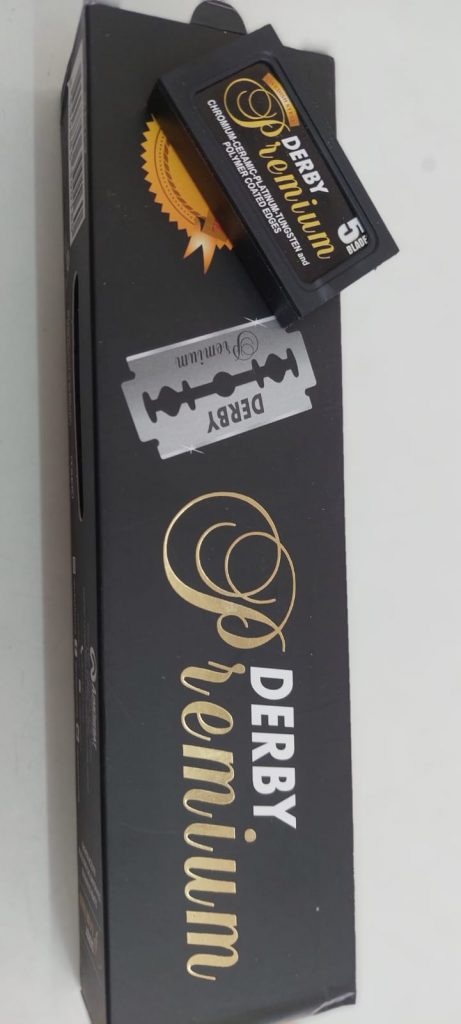 DERBY
Premium
CHROMIUM-CERAMIC-PLATINUM-TUNGSTEN and
POLYMER COATED EDGES
5
BLADE
Premium
DERBY
DERBY
Premium